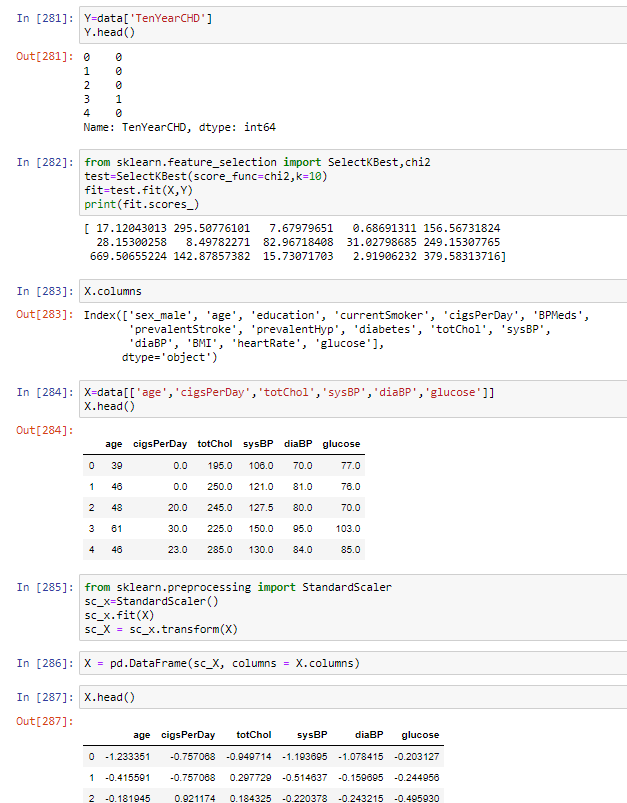 In [281]: Y=data['TenYearCHD']
Y.head()
Out[281]: 0    0
1    0
2    0
3    1
4    0
Name: TenYearCHD, dtype: int64
In [282]: from sklearn.feature_selection import SelectKBest,chi2
test=SelectKBest(score_func=chi2,k=10)
fit=test.fit(X,Y)
print(fit.scores_)
[ 17.12043013 295.50776101   7.67979651   0.68691311 156.56731824
28.15300258   8.49782271  82.96718408  31.02798685 249.15307765
669.50655224 142.87857382  15.73071703   2.91906232 379.58313716]
In [283]: X.columns
Out[283]: Index(['sex_male', 'age', 'education', 'currentSmoker', 'cigsPerDay', 'BPMeds',
'prevalentStroke', 'prevalentHyp', 'diabetes', 'totChol', 'sysBP',
'diaBP', 'BMI', 'heartRate', 'glucose'],
dtype='object')
In [284]: X=data[['age','cigsPerDay','totChol','sysBP','diaBP','glucose']]
X.head()
Out[284]:
age cigsPerDay totChol sysBP diaBP glucose
0 39 0.0 195.0 106.0 70.0 77.0
1 46 0.0 250.0 121.0 81.0 76.0
2 48 20.0 245.0 127.5 80.0 70.0
3 61 30.0 225.0 150.0 95.0 103.0
4 46 23.0 285.0 130.0 84.0 85.0
In [285]: from sklearn.preprocessing import StandardScaler
sc_x=StandardScaler()
sc_x.fit(X)
sc_X = sc_x.transform(X)
In [286]: X = pd.DataFrame(sc_X, columns = X.columns)
In [287]: X.head()
Out[287]:
age cigsPerDay totChol sysBP diaBP glucose
0 -1.233351 -0.757068 -0.949714 -1.193695 -1.078415 -0.203127
1 -0.415591 -0.757068 0.297729 -0.514637 -0.159695 -0.244956
2 -0.181945 0.921174 0.184325 -0.220378 -0.243215 -0.495930